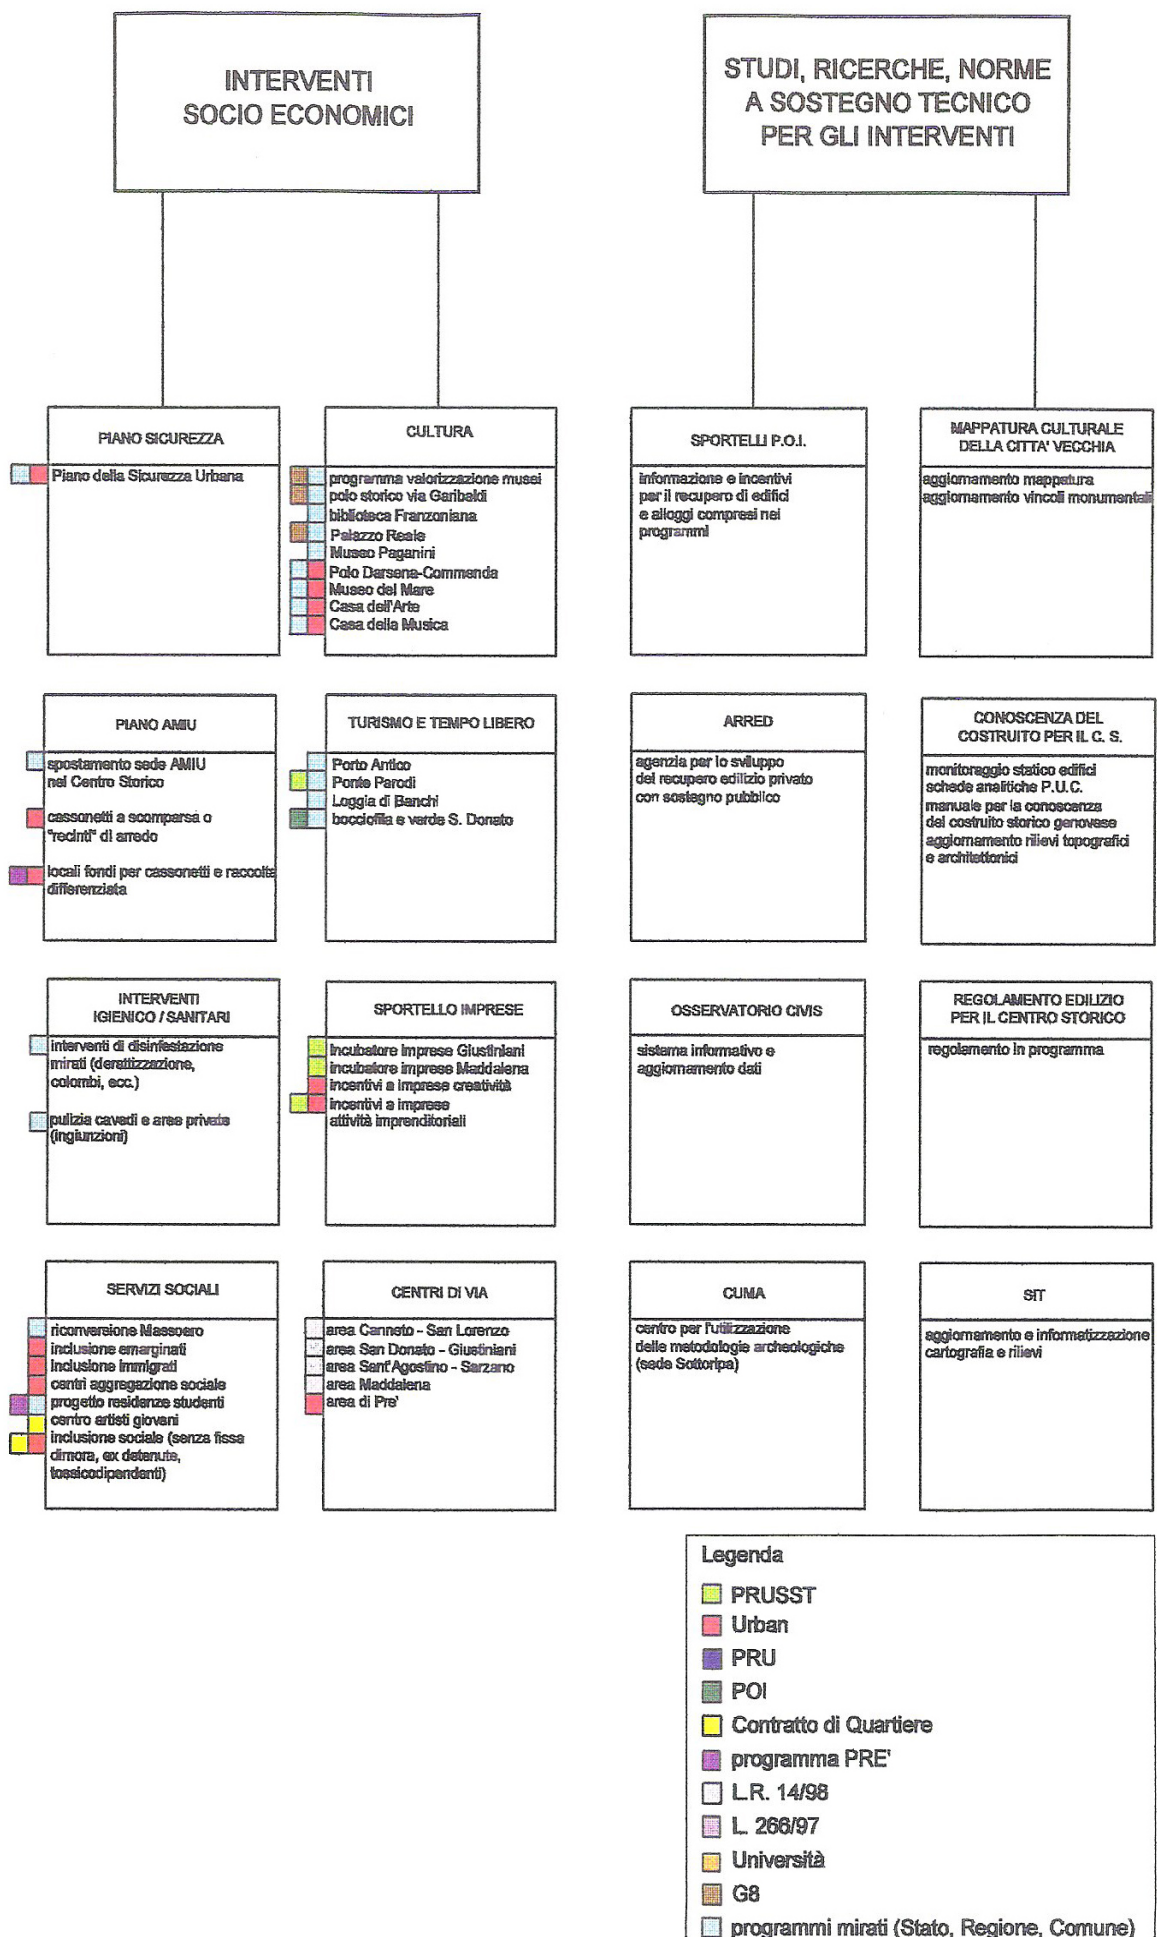 INTERVENTI
SOCIO ECONOMICI
STUDI, RICERCHE, NORME
A SOSTEGNO TECNICO
PER GLI INTERVENTI
PIANO SICUREZZA
Piano della Sicurezza Urbana
CULTURA
programma valorizzazione musei
polo storico via Garibaldi
biblioteca Franzoniana
Palazzo Reale
Museo Paganini
Polo Darsena-Commenda
Museo del Mare
Casa dell'Arte
Casa della Musica
SPORTELLI P.O.I.
informazione e incentivi
per il recupero di edifici
e alloggi compresi nei
programmi
MAPPATURA CULTURALE
DELLA CITTA' VECCHIA
aggiornamento mappatura
aggiornamento vincoli monumentali
PIANO AMIU
spostamento sede AMIU
nel Centro Storico
cassonetti a scomparsa o
"recinti" di arredo
locali fondi per cassonetti e raccolta
differenziata
TURISMO E TEMPO LIBERO
Porto Antico
Ponte Parodi
Loggia di Banchi
bocciofila e verde S. Donato
ARRED
agenzia per lo sviluppo
del recupero edilizio privato
con sostegno pubblico
CONOSCENZA DEL
COSTRUITO PER IL C. S.
monitoraggio statico edifici
schede analitiche P.U.C.
manuale per la conoscenza
del costruito storico genovese
aggiornamento rilievi topografici
e architettonici
INTERVENTI
IGIENICO / SANITARI
interventi di disinfestazione
mirati (derattizzazione,
colombi, ecc.)
pulizia cavedi e aree private
(ingiunzioni)
SPORTELLO IMPRESE
incubatore imprese Giustiniani
incubatore imprese Maddalena
incentivi a imprese creatività
incentivi a imprese
attività imprenditoriali
OSSERVATORIO CIVIS
sistema informativo e
aggiornamento dati
REGOLAMENTO EDILIZIO
PER IL CENTRO STORICO
regolamento in programma
SERVIZI SOCIALI
riconversione Massoero
inclusione emarginati
inclusione immigrati
centri aggregazione sociale
progetto residenze studenti
centro artisti giovani
inclusione sociale (senza fissa
dimora, ex detenute,
tossicodipendenti)
CENTRI DI VIA
area Canneto - San Lorenzo
area San Donato - Giustiniani
area Sant'Agostino - Sarzano
area Maddalena
area di Pre'
CUMA
centro per l'utilizzazione
delle metodologie archeologiche
(sede Sottoripa)
SIT
aggiornamento e informatizzazione
cartografia e rilievi
Legenda
PRUSST
Urban
PRU
POI
Contratto di Quartiere
programma PRE'
L.R. 14/98
L. 266/97
Università
G8
programmi mirati (Stato, Regione, Comune)